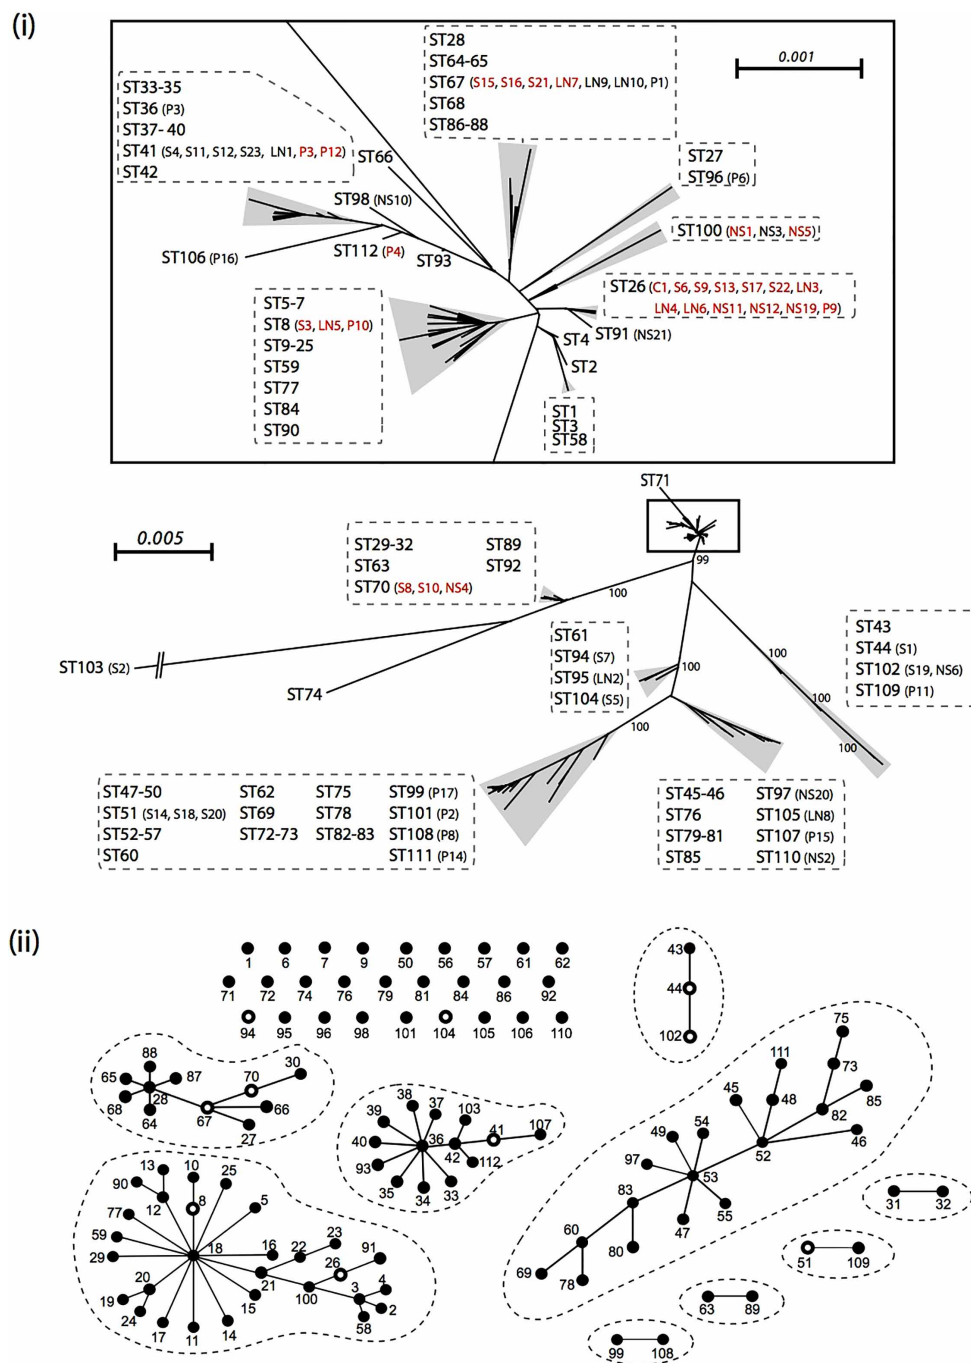 (i)
0.001
ST28
ST64-65
ST67 (S15, S16, S21, LN7, LN9, LN10, P1)
ST68
ST86-88
ST33-35
ST36 (P3)
ST37- 40
ST41 (S4, S11, S12, S23, LN1, P3, P12)
ST42
ST66
ST27
ST96 (P6)
ST98 (NS10)
ST100 (NS1, NS3, NS5)
ST112 (P4)
ST93
ST106 (P16)
ST26 (C1, S6, S9, S13, S17, S22, LN3,
LN4, LN6, NS11, NS12, NS19, P9)
ST5-7
ST8 (S3, LN5, P10)
ST9-25
ST59
ST77
ST84
ST90
ST91 (NS21)
ST4
ST2
ST1
ST3
ST58
ST71
0.005
99
ST29-32 ST89
ST63 ST92
ST70 (S8, S10, NS4)
100
ST103 (S2)
ST74
ST61
ST94 (S7)
ST95 (LN2)
ST104 (S5)
100
ST43
ST44 (S1)
ST102 (S19, NS6)
ST109 (P11)
100
100
100
100
ST47-50 ST62 ST75 ST99 (P17)
ST51 (S14, S18, S20) ST69 ST78 ST101 (P2)
ST52-57 ST72-73 ST82-83 ST108 (P8)
ST60 ST111 (P14)
ST45-46 ST97 (NS20)
ST76 ST105 (LN8)
ST79-81 ST107 (P15)
ST85 ST110 (NS2)
(ii)
1 6 7 9 50 56 57 61 62
71 72 74 76 79 81 84 86 92
94 95 96 98 101 104 105 106 110
43
44
102
88
65 87
28
68
64
67
70
30
66
27
38
37
39
103
40
36
42
41
107
93
112
35
34
33
75
111
73
45
48
82
85
54
49
52
46
97
53
83
55
47
60
80
69
78
13
10
25
90
8
5
12
77
59
18
16
22
23
91
29
26
21
20
100
3
4
19
15
2
24
58
17
11
14
31 32
51 109
63 89
99 108